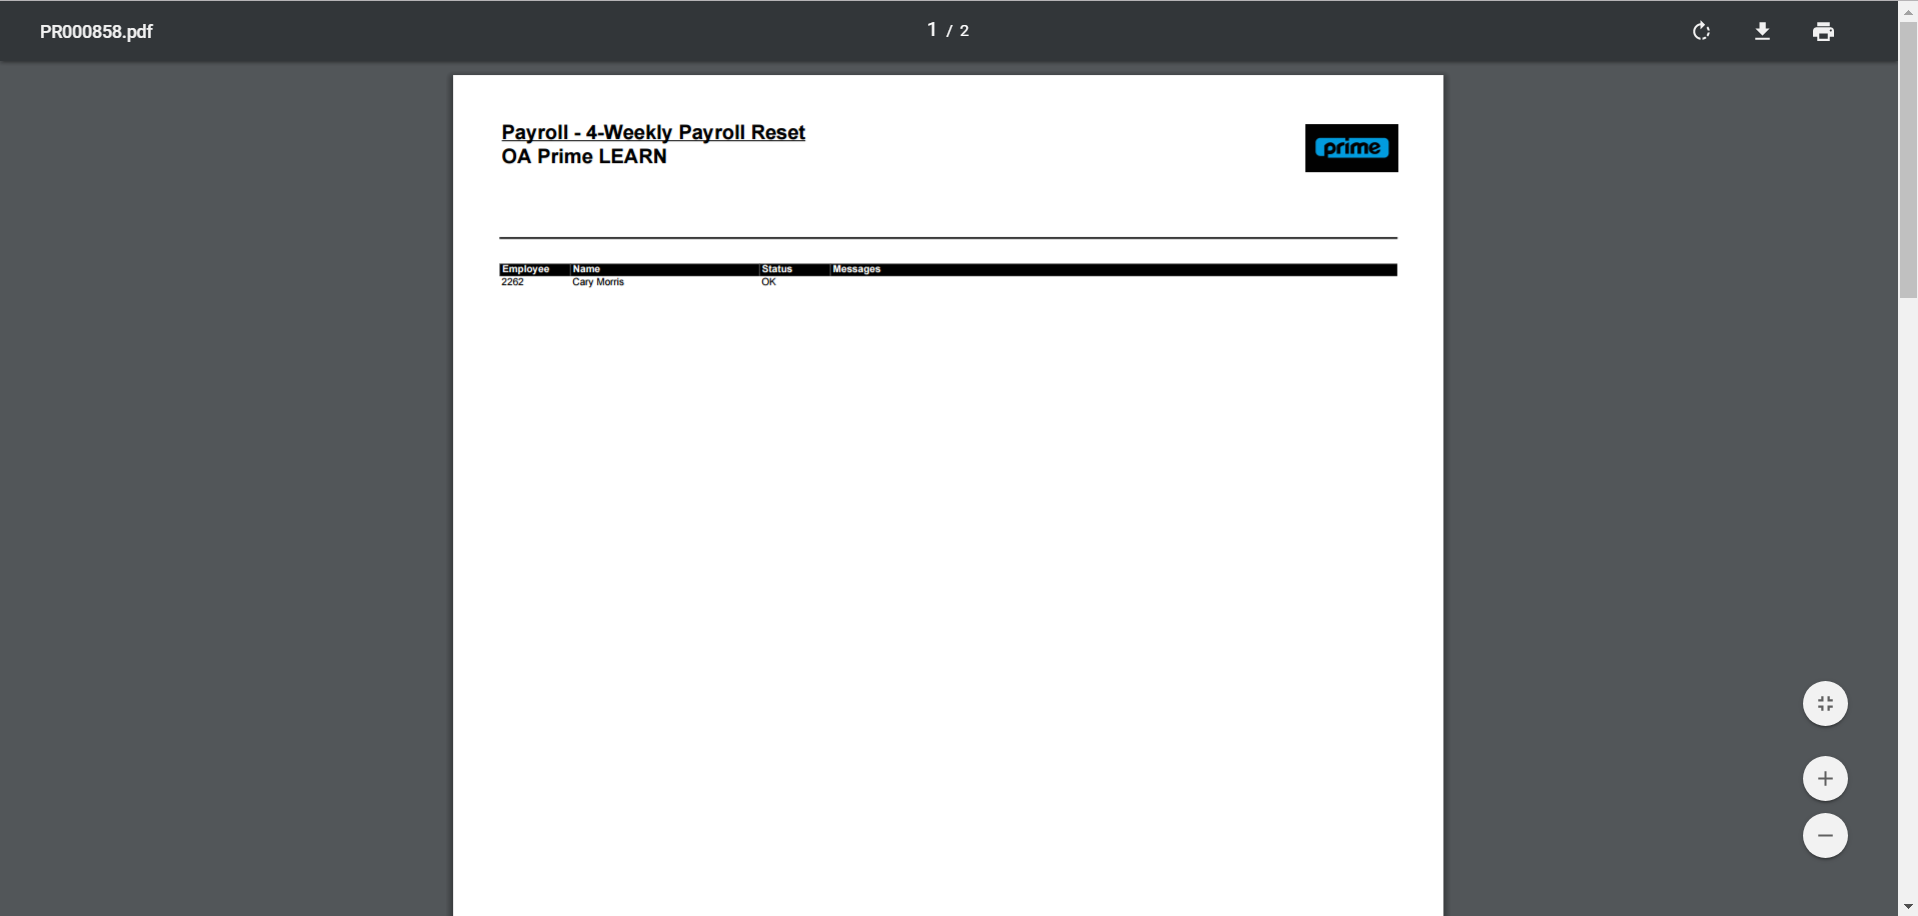 PR000858.pdf
1 / 2
Payroll - 4-Weekly Payroll Reset
OA Prime LEARN
prime
Employee Name Status Messages
2262 Cary Morris OK